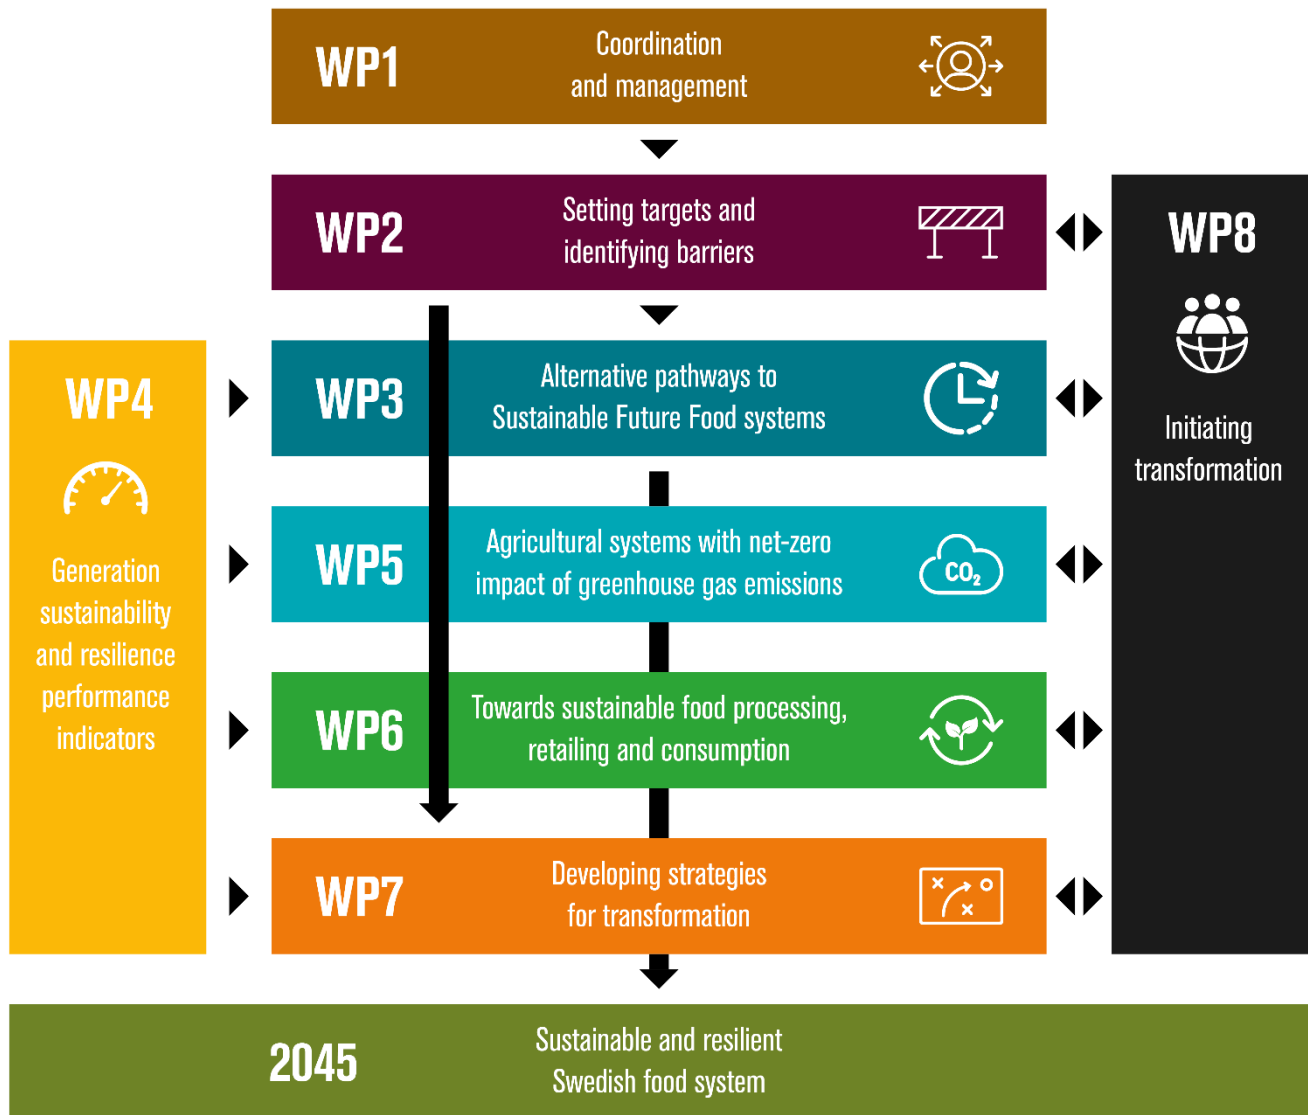 WP1
Coordination
and management
WP2
Setting targets and
identifying barriers
WP8
Initiating
transformation
WP4
Generation
sustainability
and resilience
performance
indicators
WP3
Alternative pathways to
Sustainable Future Food systems
WP5
Agricultural systems with net-zero
impact of greenhouse gas emissions
CO₂
WP6
Towards sustainable food processing,
retailing and consumption
WP7
Developing strategies
for transformation
2045
Sustainable and resilient
Swedish food system